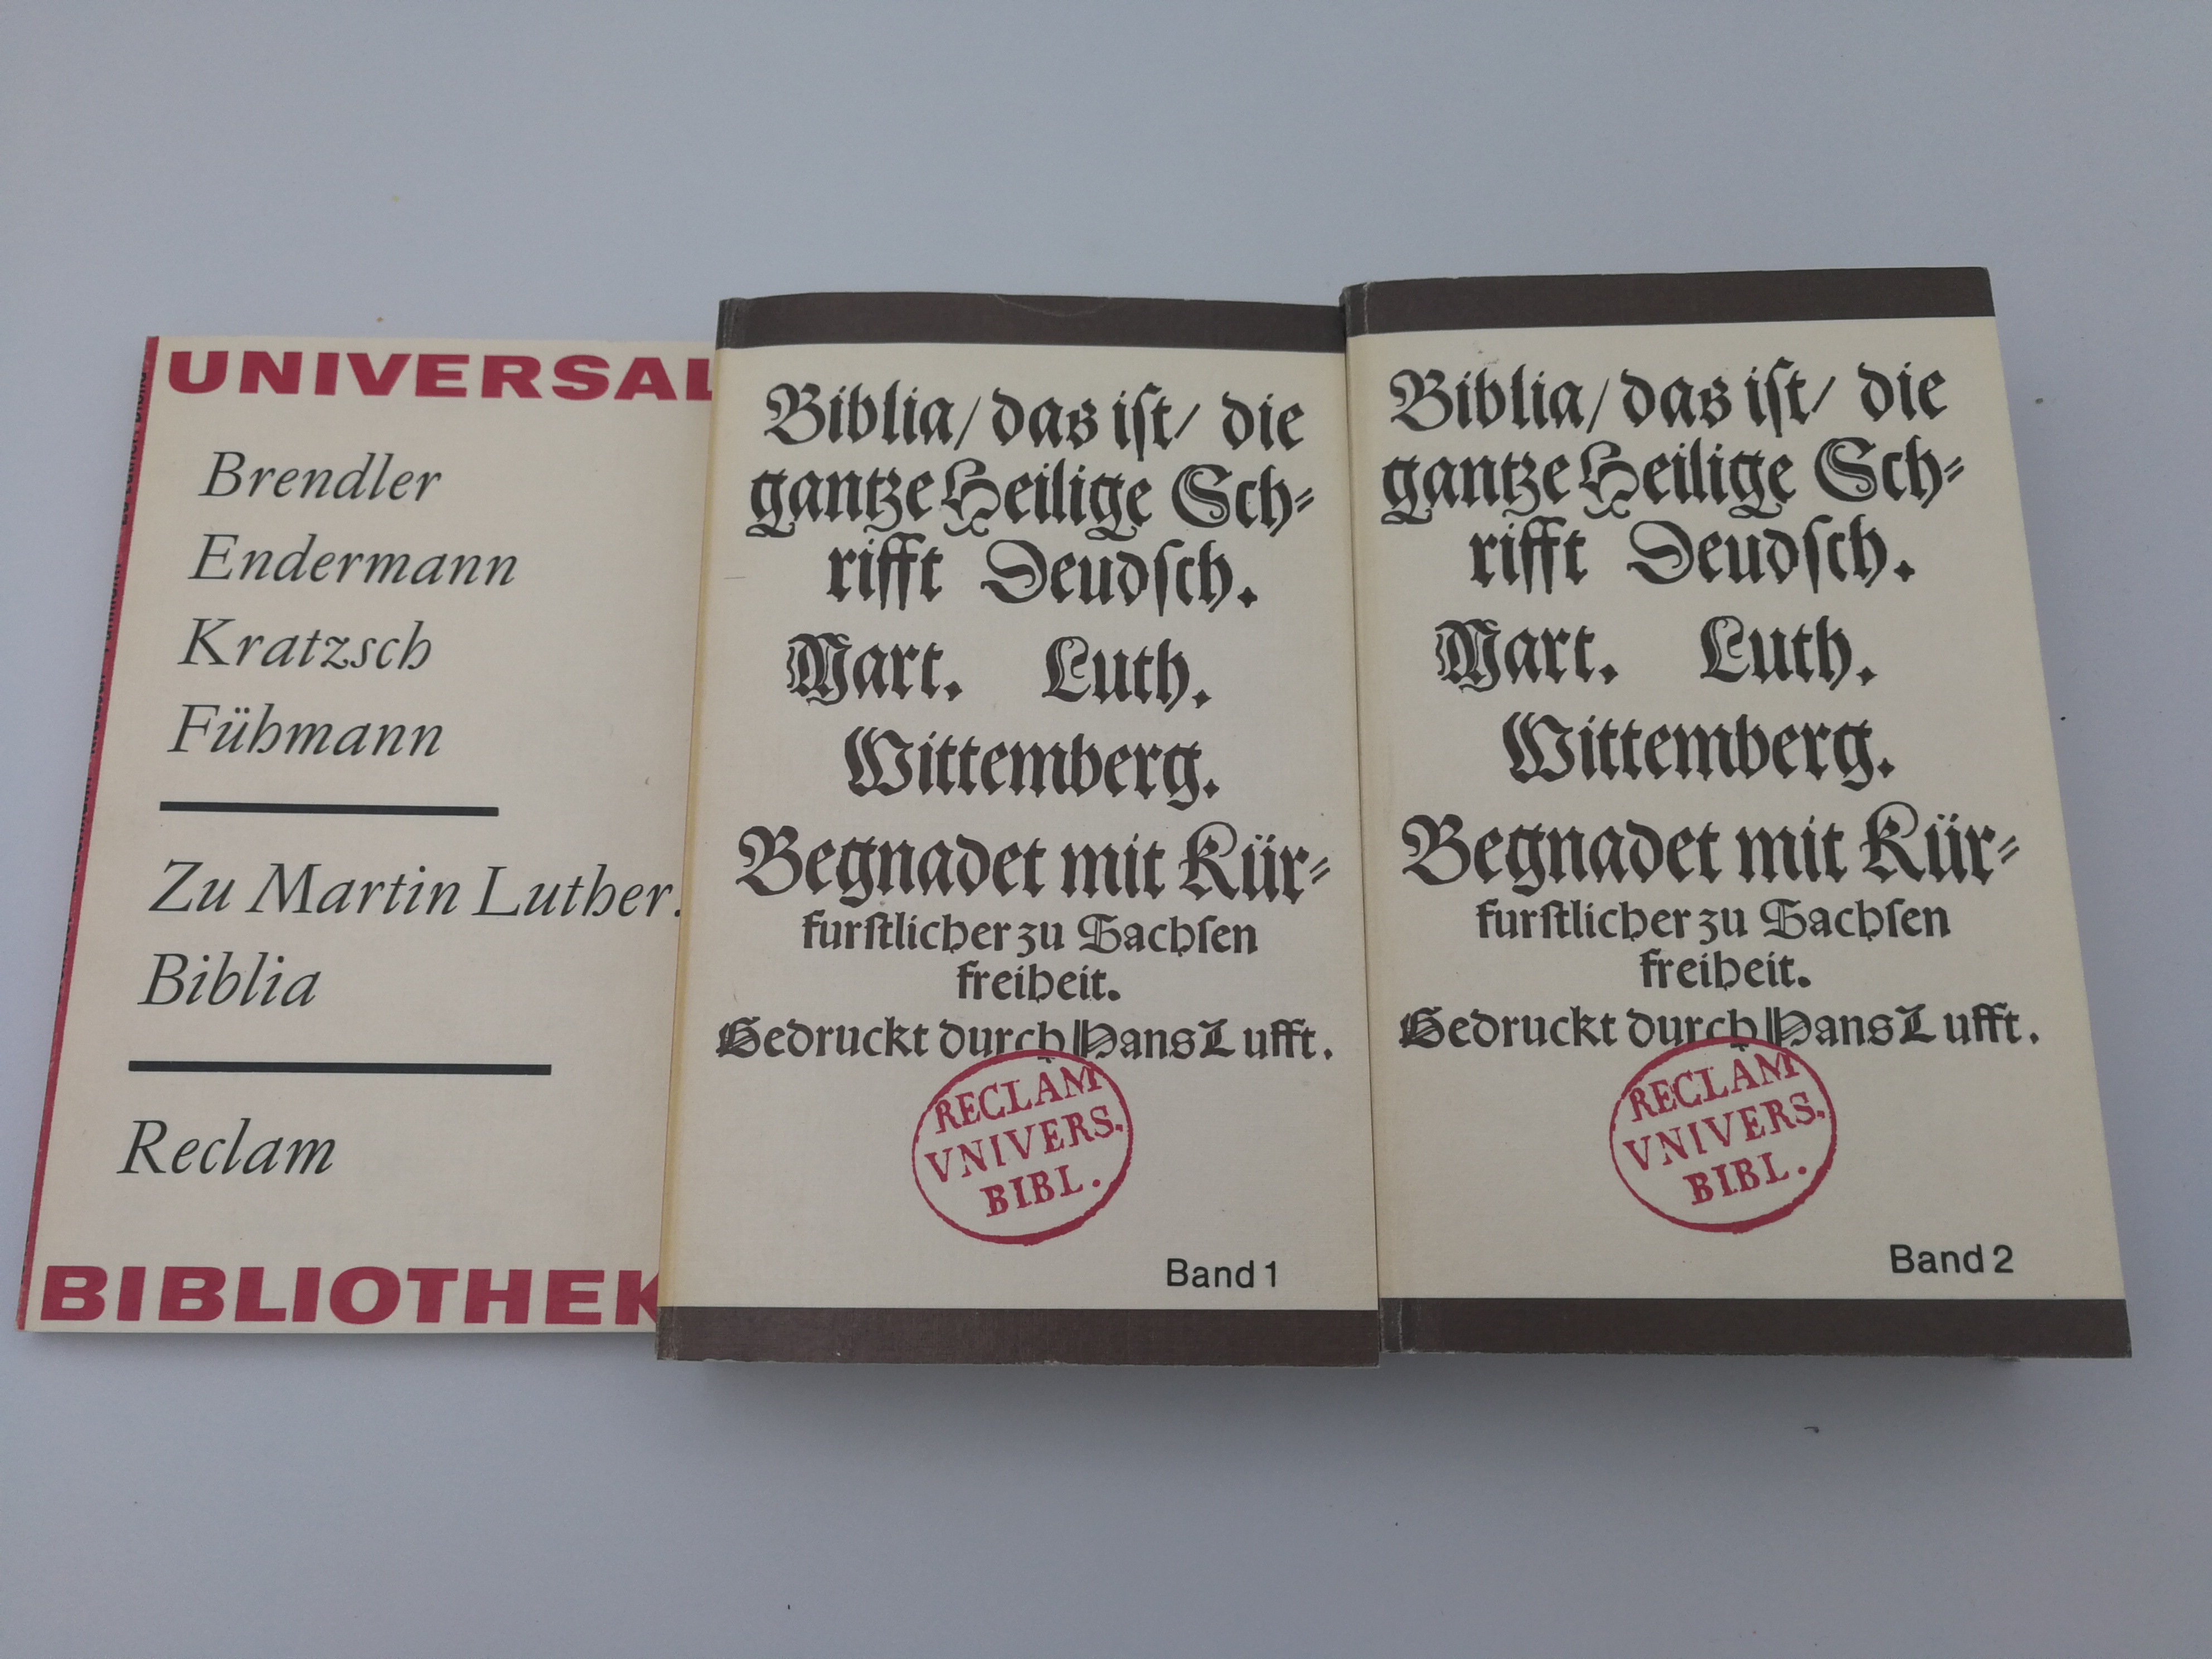 UNIVERSAL
Brendler
Endermann
Kratzsch
Fühmann
Zu Martin Luther.
Biblia
Reclam
BIBLIOTHEK
Biblia/ das iſt/ die
gantze Heilige Sch⸗
rifft Deudſch.
Mart. Luth.
Wittemberg.
Begnadet mit Kür⸗
furſtlicher zu Sachſen
freiheit.
Gedruckt durch Hans Lufft.
RECLAM
VNIVERS.
BIBL.
Band 1
Biblia/ das iſt/ die
gantze Heilige Sch⸗
rifft Deudſch.
Mart. Luth.
Wittemberg.
Begnadet mit Kür⸗
furſtlicher zu Sachſen
freiheit.
Gedruckt durch Hans Lufft.
RECLAM
VNIVERS.
BIBL.
Band 2